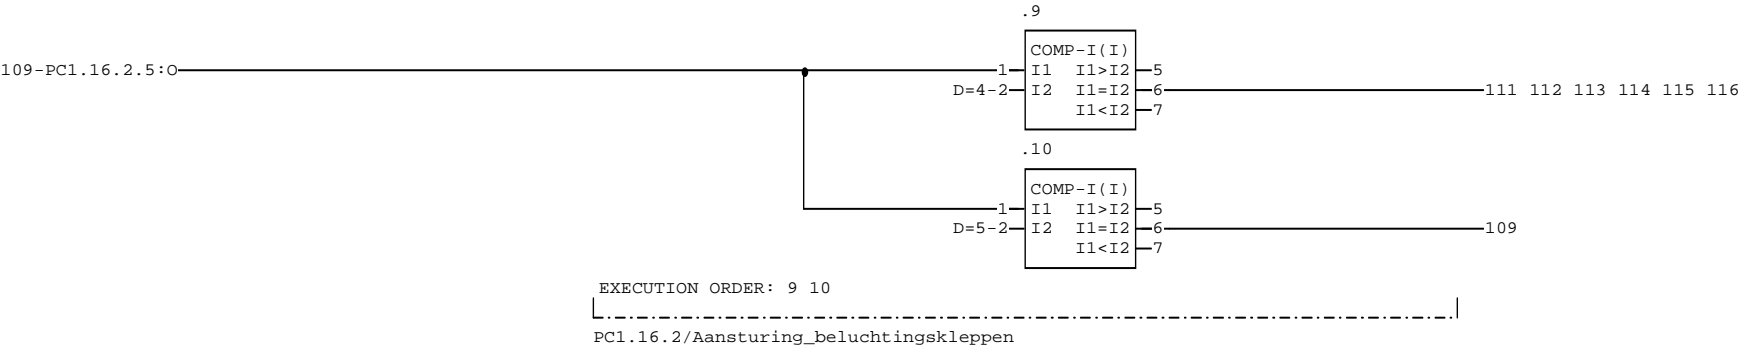 .9
COMP-I(I)
109-PC1.16.2.5:O 1 I1 I1>I2 5
D=4-2 I2 I1=I2 6 111 112 113 114 115 116
I1<I2 7
.10
COMP-I(I)
1 I1 I1>I2 5
D=5-2 I2 I1=I2 6 109
I1<I2 7
EXECUTION ORDER: 9 10
PC1.16.2/Aansturing_beluchtingskleppen